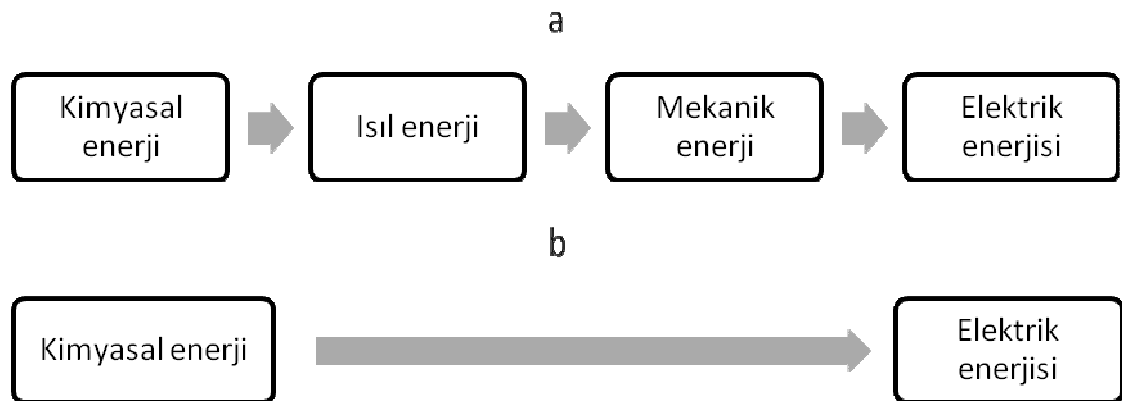 a
Kimyasal
enerji
Isıl enerji
Mekanik
enerji
Elektrik
enerjisi
b
Kimyasal enerji
Elektrik
enerjisi